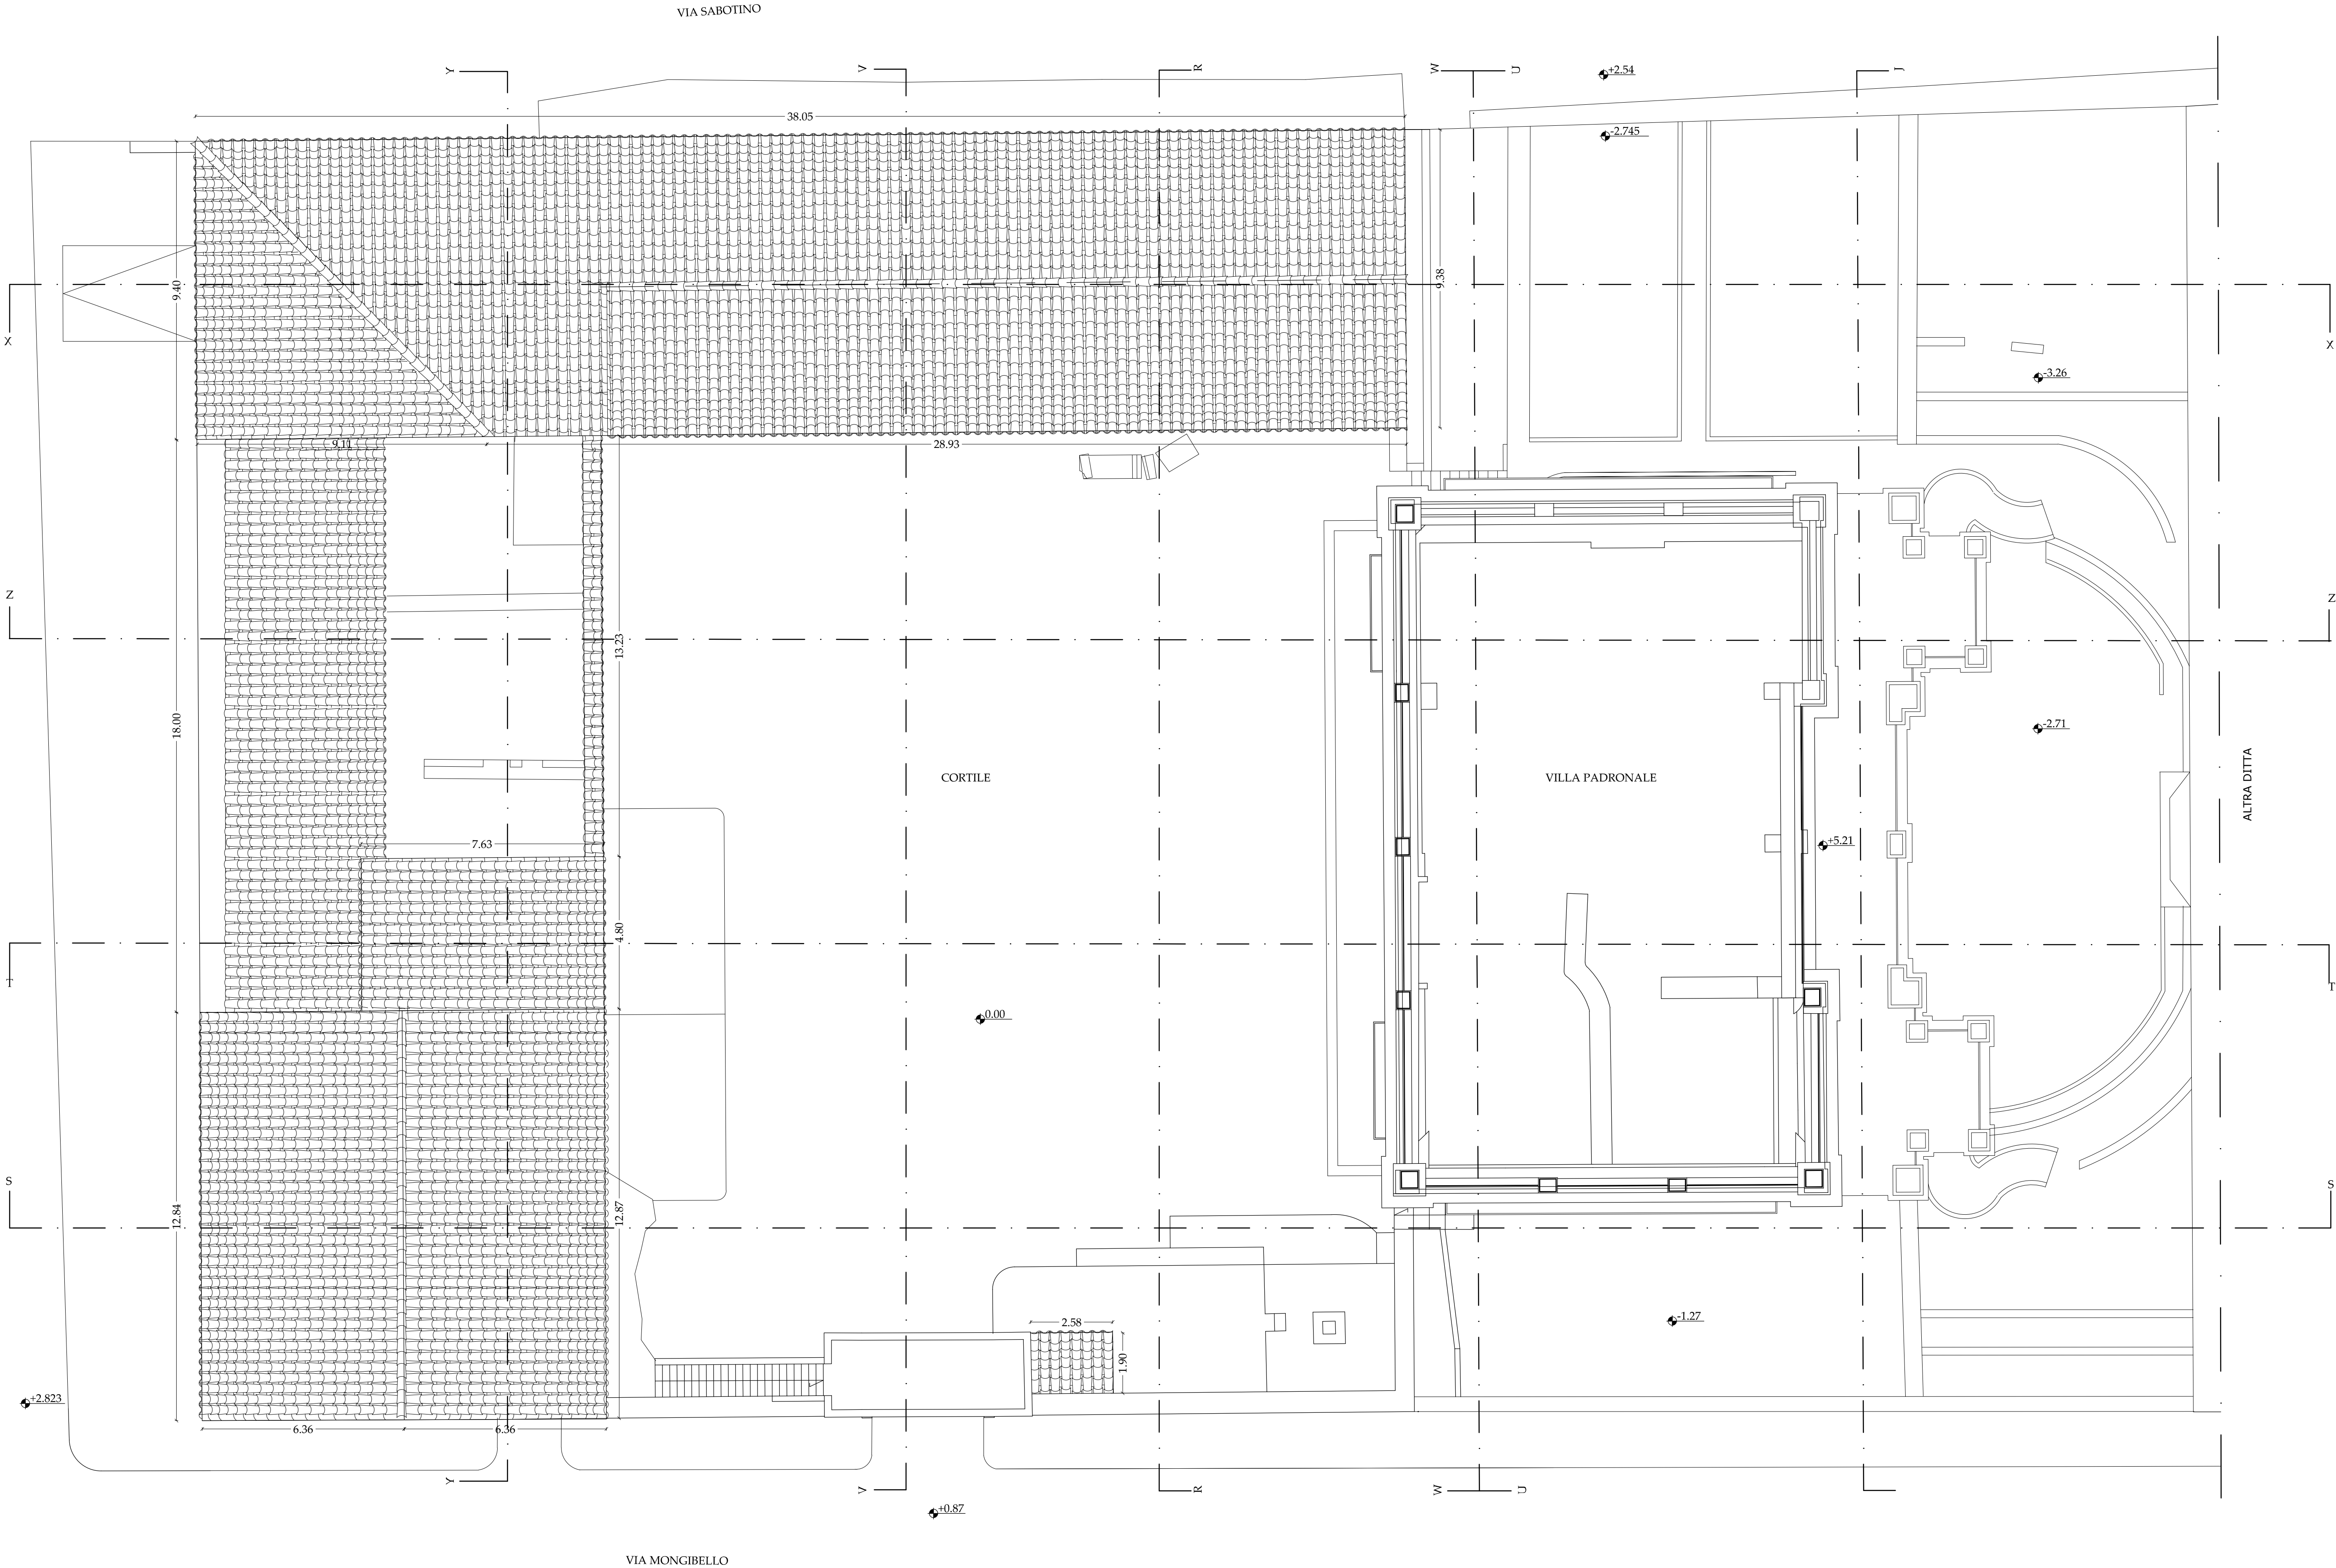 VIA SABOTINO
Y
V
R
W
U
J
+2.54
38.05
-2.745
9.40
9.38
X
X
-3.26
9.11
28.93
Z
Z
13.23
18.00
-2.71
CORTILE
VILLA PADRONALE
ALTRA DITTA
7.63
+5.21
4.80
T
T
0.00
S
S
12.84
12.87
2.58
-1.27
1.90
+2.823
6.36
6.36
Y
V
R
W
U
+0.87
VIA MONGIBELLO